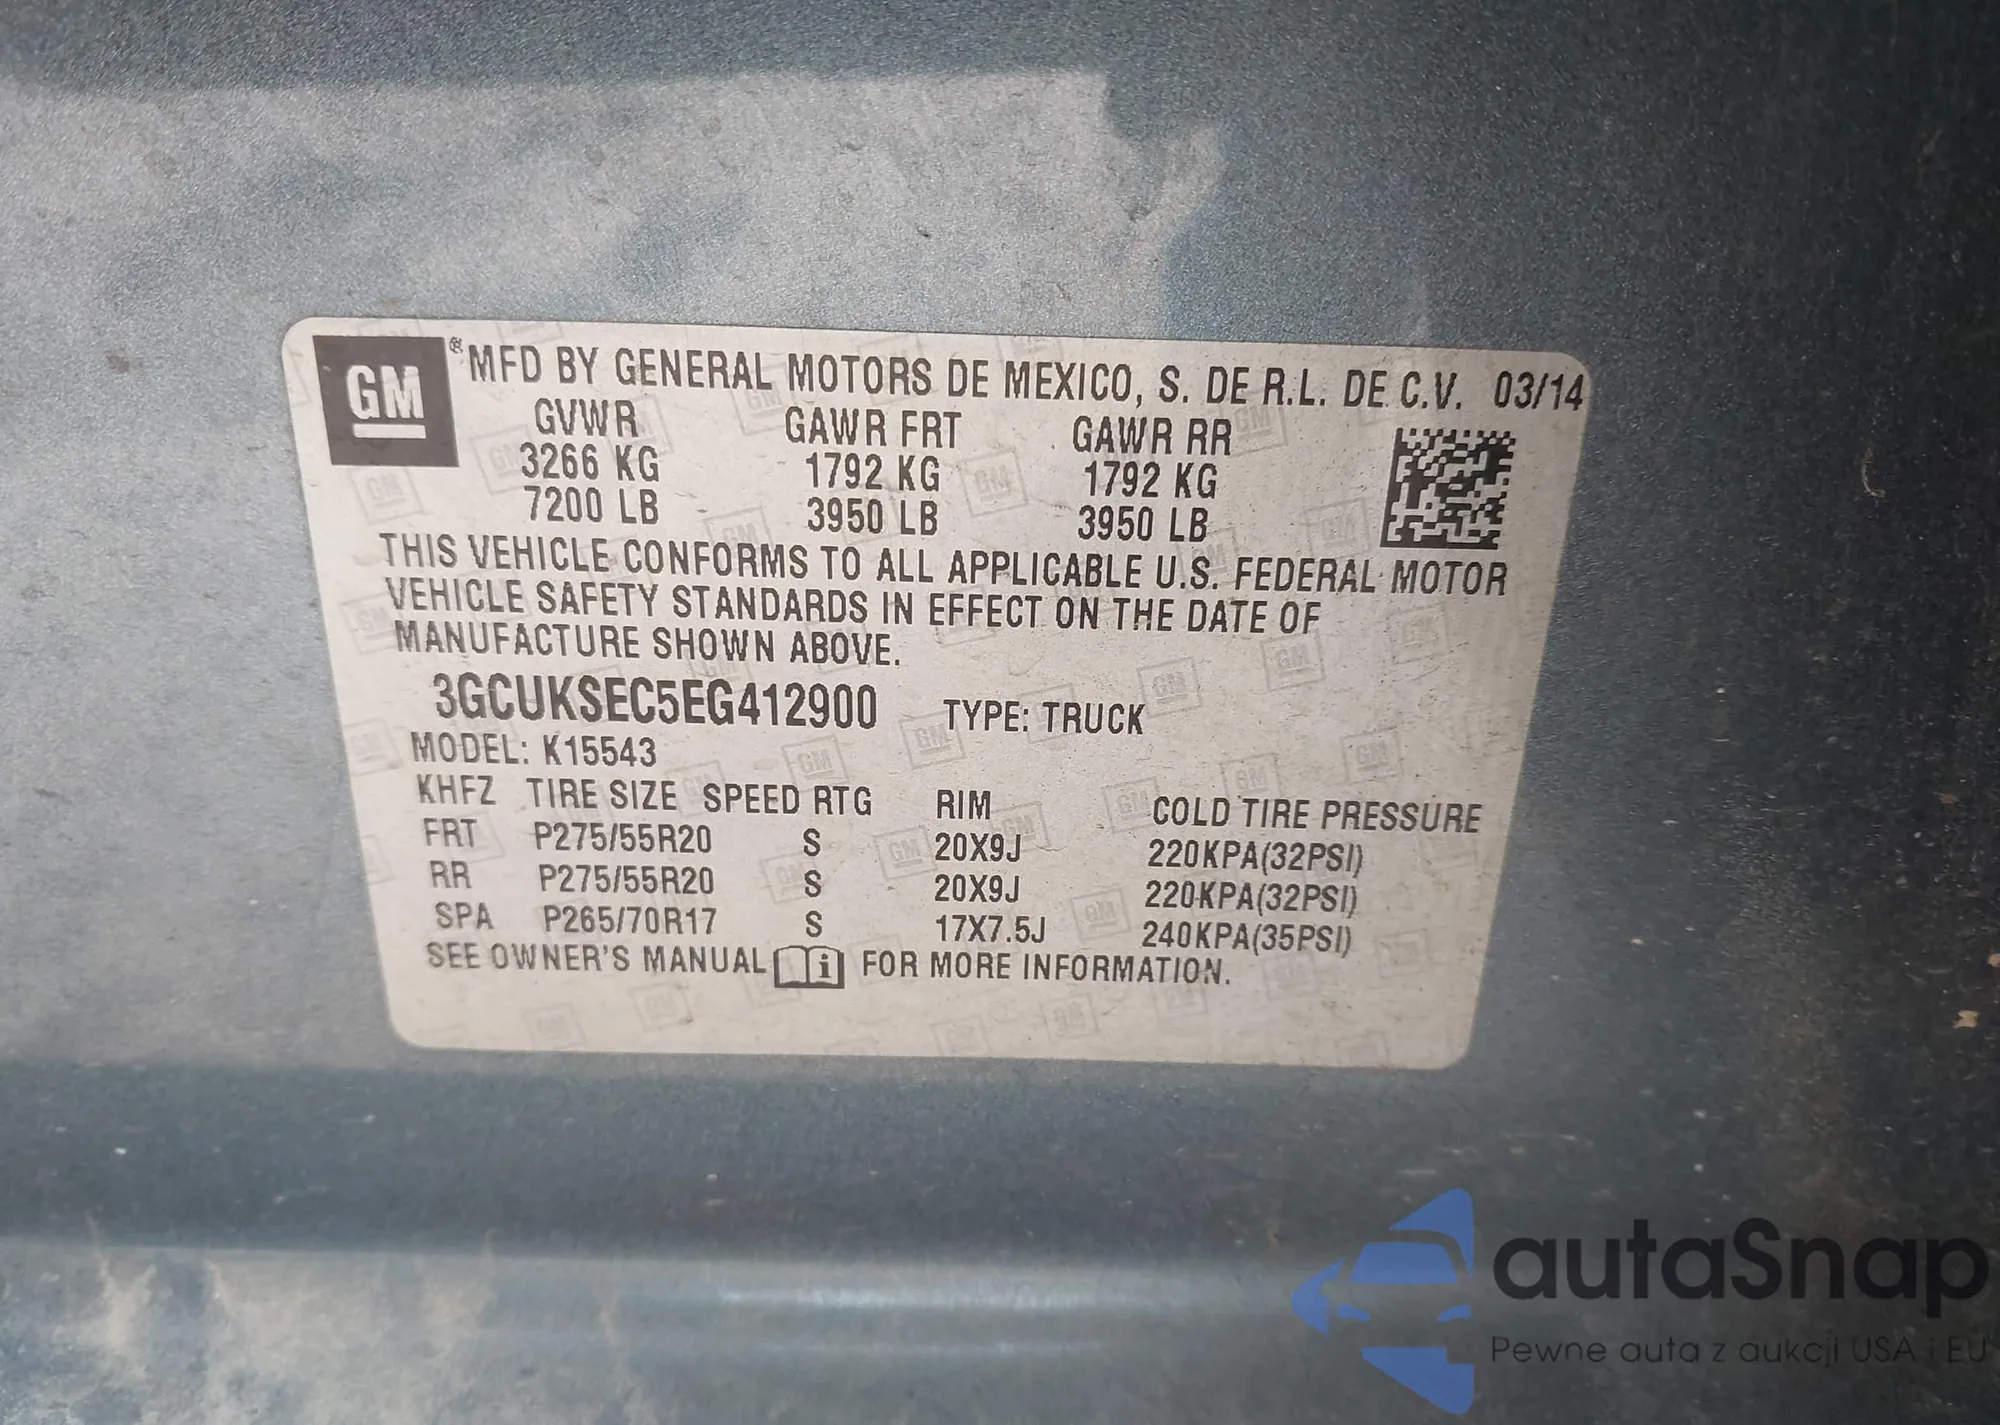 GM
® MFD BY GENERAL MOTORS DE MEXICO, S. DE R.L. DE C.V. 03/14
GVWR GAWR FRT GAWR RR
3266 KG 1792 KG 1792 KG
7200 LB 3950 LB 3950 LB
THIS VEHICLE CONFORMS TO ALL APPLICABLE U.S. FEDERAL MOTOR
VEHICLE SAFETY STANDARDS IN EFFECT ON THE DATE OF
MANUFACTURE SHOWN ABOVE.
3GCUKSEC5EG412900 TYPE: TRUCK
MODEL: K15543
KHFZ TIRE SIZE SPEED RTG RIM COLD TIRE PRESSURE
FRT P275/55R20 S 20X9J 220KPA(32PSI)
RR P275/55R20 S 20X9J 220KPA(32PSI)
SPA P265/70R17 S 17X7.5J 240KPA(35PSI)
SEE OWNER'S MANUAL i FOR MORE INFORMATION.
autaSnap
Pewne auta z aukcji USA i EU